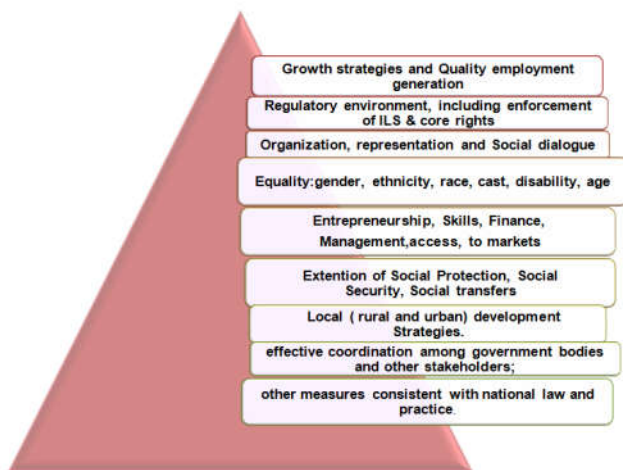 Growth strategies and Quality employment
generation
Regulatory environment, including enforcement
of ILS & core rights
Organization, representation and Social dialogue
Equality:gender, ethnicity, race, cast, disability, age
Entrepreneurship, Skills, Finance,
Management,access, to markets
Extention of Social Protection, Social
Security, Social transfers
Local ( rural and urban) development
Strategies.
effective coordination among government bodies
and other stakeholders;
other measures consistent with national law and
practice.